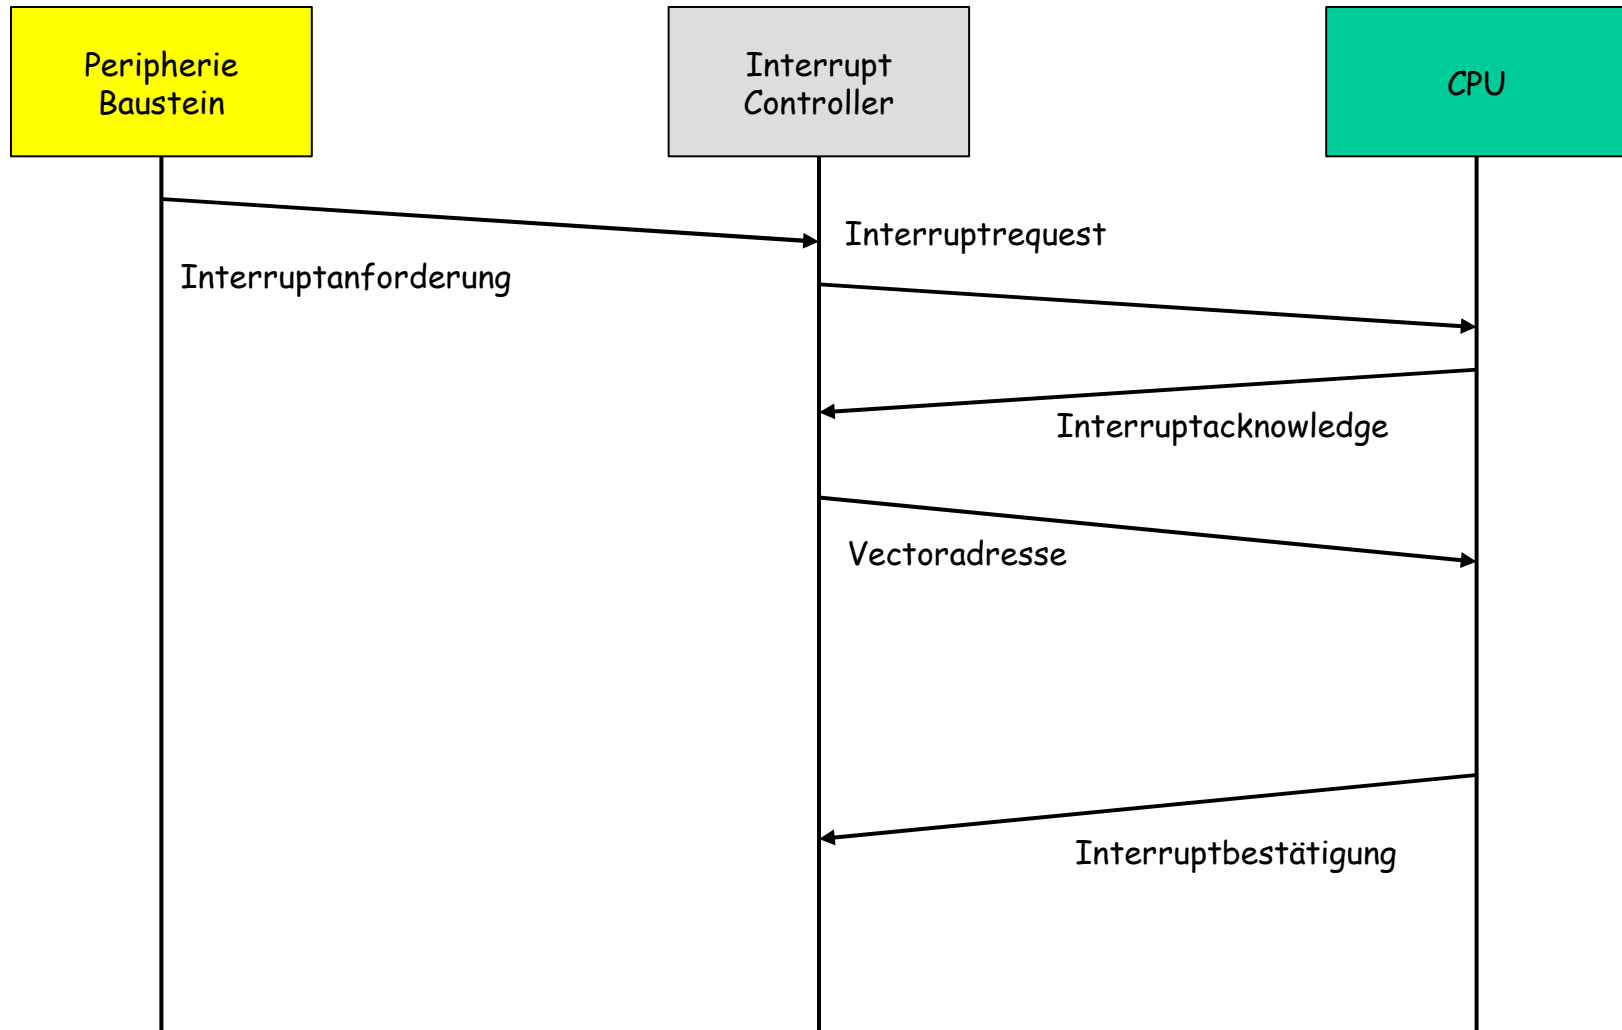 Peripherie
Baustein
Interrupt
Controller
CPU
Interruptrequest
Interruptanforderung
Interruptacknowledge
Vectoradresse
Interruptbestätigung